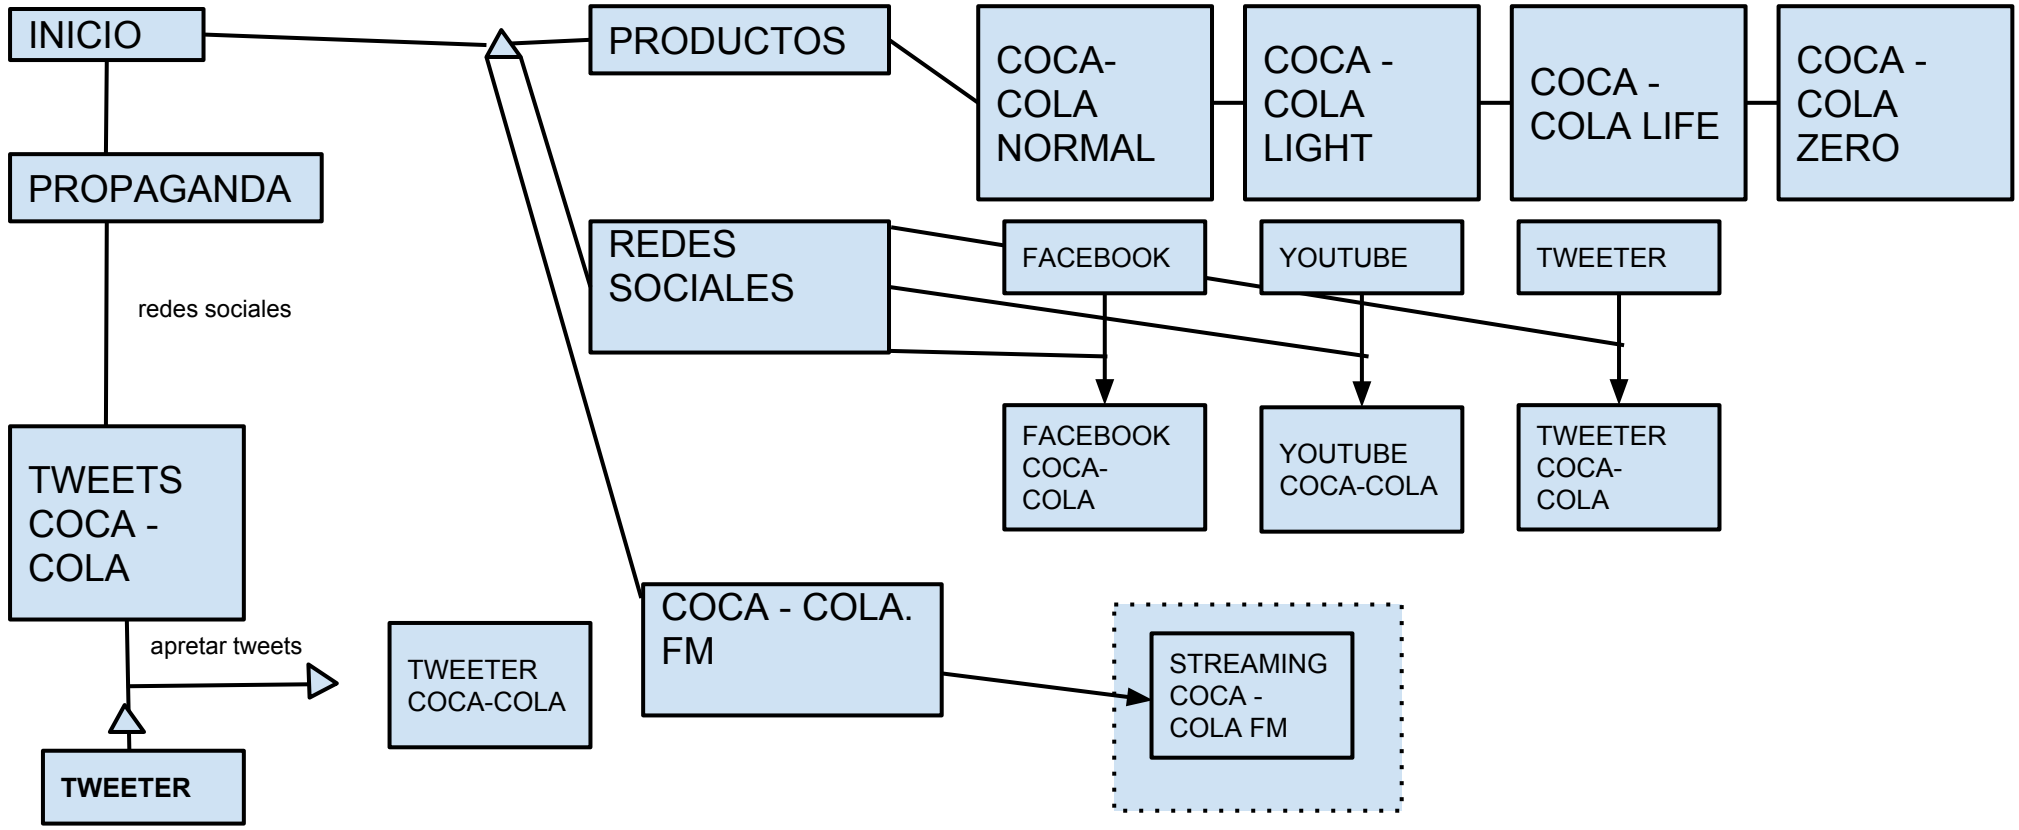 INICIO
PRODUCTOS
COCA-
COLA
NORMAL
COCA -
COLA
LIGHT
COCA -
COLA LIFE
COCA -
COLA
ZERO
PROPAGANDA
REDES
SOCIALES
FACEBOOK
YOUTUBE
TWEETER
redes sociales
FACEBOOK
COCA-
COLA
YOUTUBE
COCA-COLA
TWEETER
COCA-
COLA
TWEETS
COCA -
COLA
COCA - COLA.
FM
apretar tweets
TWEETER
COCA-COLA
STREAMING
COCA -
COLA FM
TWEETER